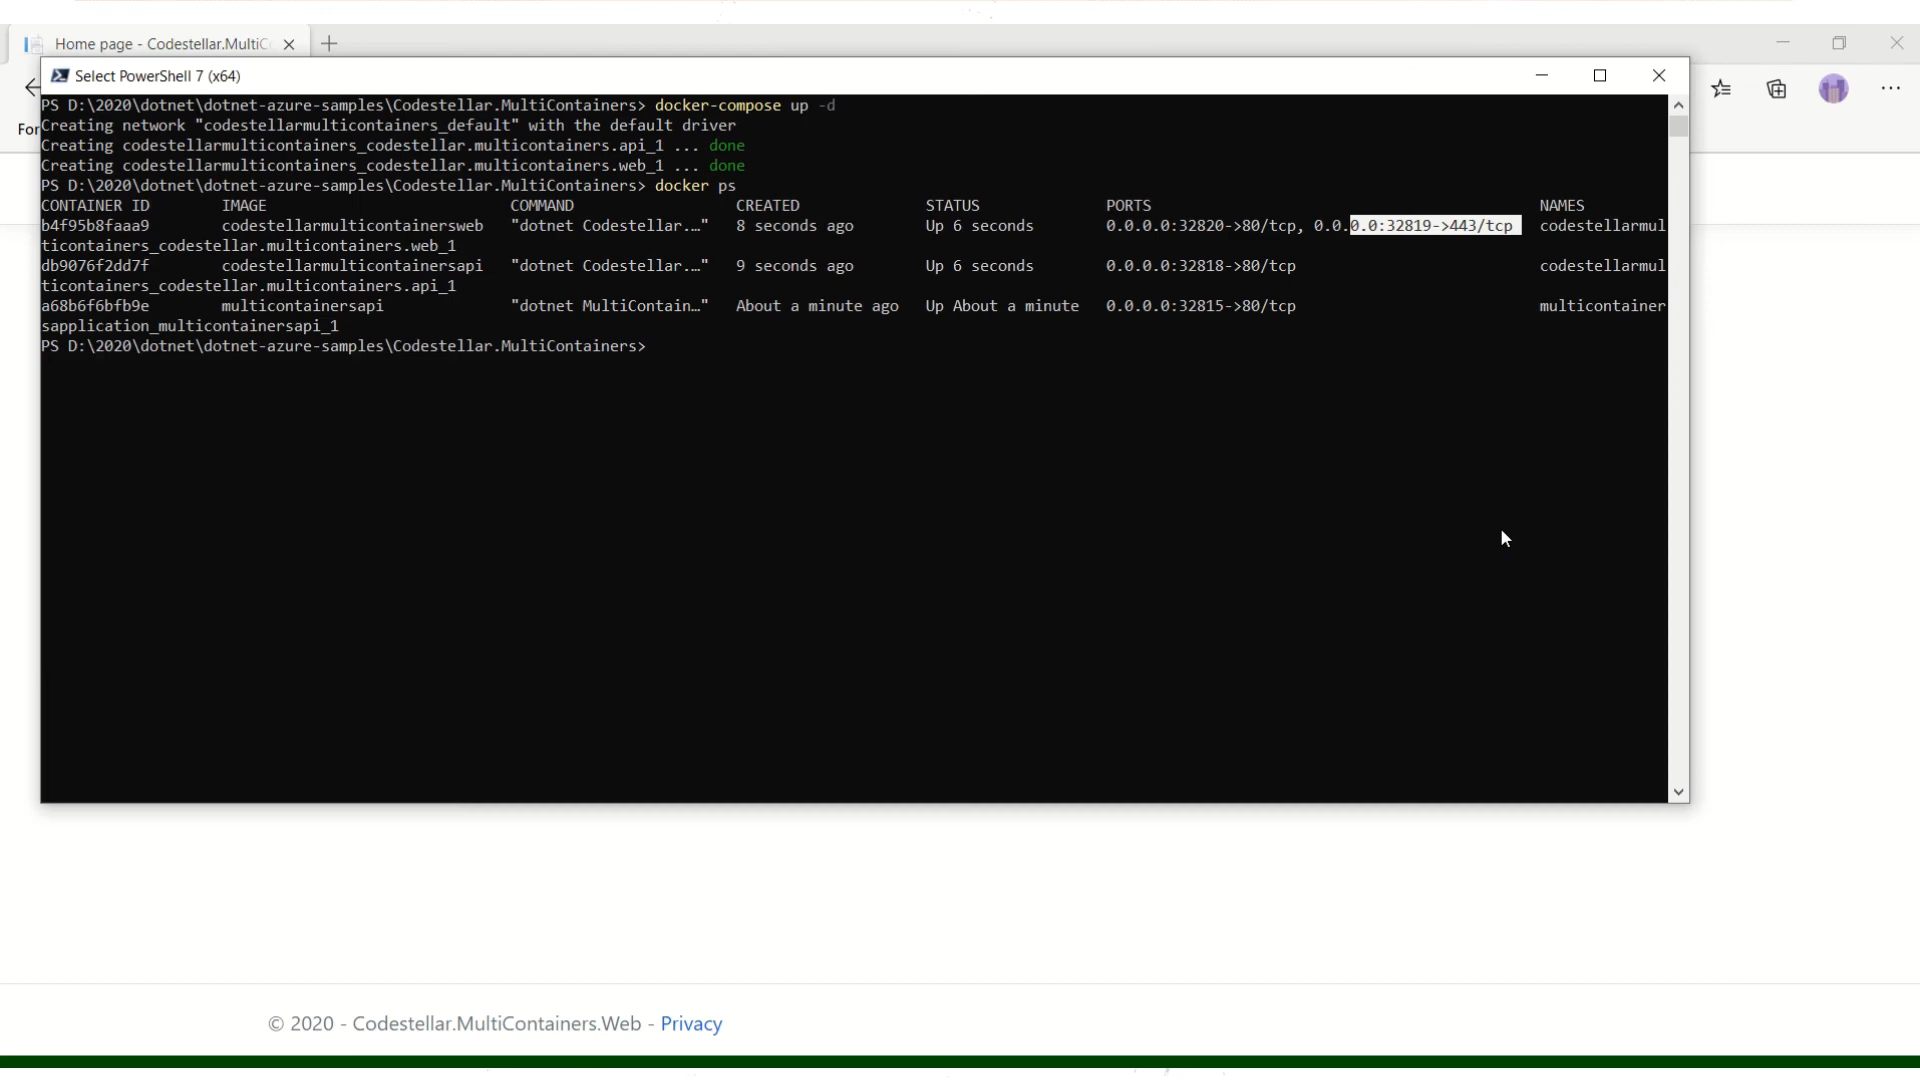 Home page - Codestellar.MultiC
Select PowerShell 7 (x64)
For
PS D:\2020\dotnet\dotnet-azure-samples\Codestellar.MultiContainers> docker-compose up -d
Creating network "codestellarmulticontainers_default" with the default driver
Creating codestellarmulticontainers_codestellar.multicontainers.api_1 ... done
Creating codestellarmulticontainers_codestellar.multicontainers.web_1 ... done
PS D:\2020\dotnet\dotnet-azure-samples\Codestellar.MultiContainers> docker ps
CONTAINER ID IMAGE COMMAND CREATED STATUS PORTS NAMES
b4f95b8faaa9 codestellarmulticontainersweb "dotnet Codestellar.…" 8 seconds ago Up 6 seconds 0.0.0.0:32820->80/tcp, 0.0.0.0:32819->443/tcp codestellarmul
ticontainers_codestellar.multicontainers.web_1
db9076f2dd7f codestellarmulticontainersapi "dotnet Codestellar.…" 9 seconds ago Up 6 seconds 0.0.0.0:32818->80/tcp codestellarmul
ticontainers_codestellar.multicontainers.api_1
a68b6f6bfb9e multicontainersapi "dotnet MultiContain…" About a minute ago Up About a minute 0.0.0.0:32815->80/tcp multicontainer
sapplication_multicontainersapi_1
PS D:\2020\dotnet\dotnet-azure-samples\Codestellar.MultiContainers>
© 2020 - Codestellar.MultiContainers.Web - Privacy